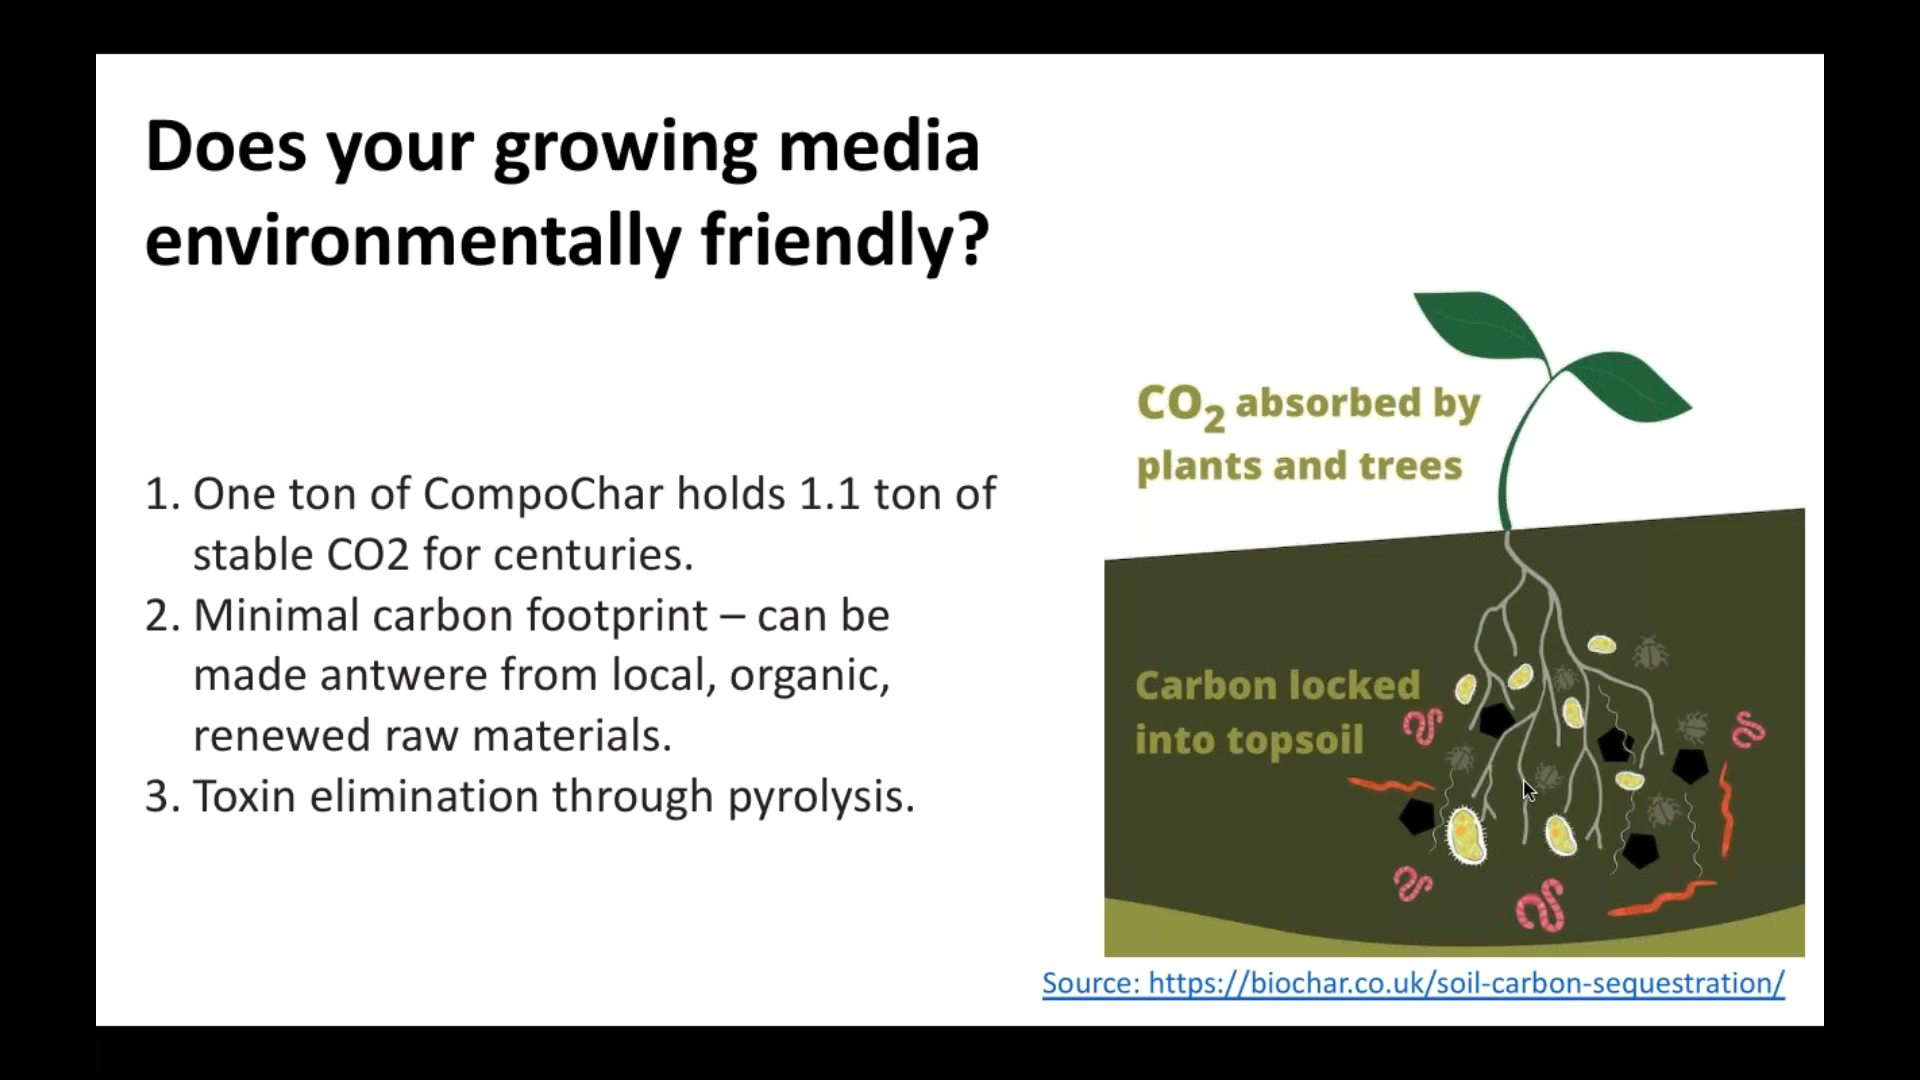 Does your growing media
environmentally friendly?
1. One ton of CompoChar holds 1.1 ton of
stable CO2 for centuries.
2. Minimal carbon footprint – can be
made antwere from local, organic,
renewed raw materials.
3. Toxin elimination through pyrolysis.
CO₂ absorbed by
plants and trees
Carbon locked
into topsoil
Source: https://biochar.co.uk/soil-carbon-sequestration/